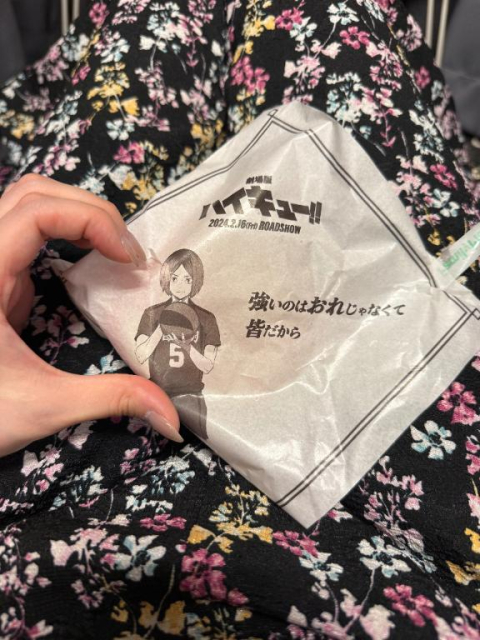 劇場版
ハイキュー!!
2024.2.16(FRI) ROADSHOW
強いのはおれじゃなくて
皆だから
5